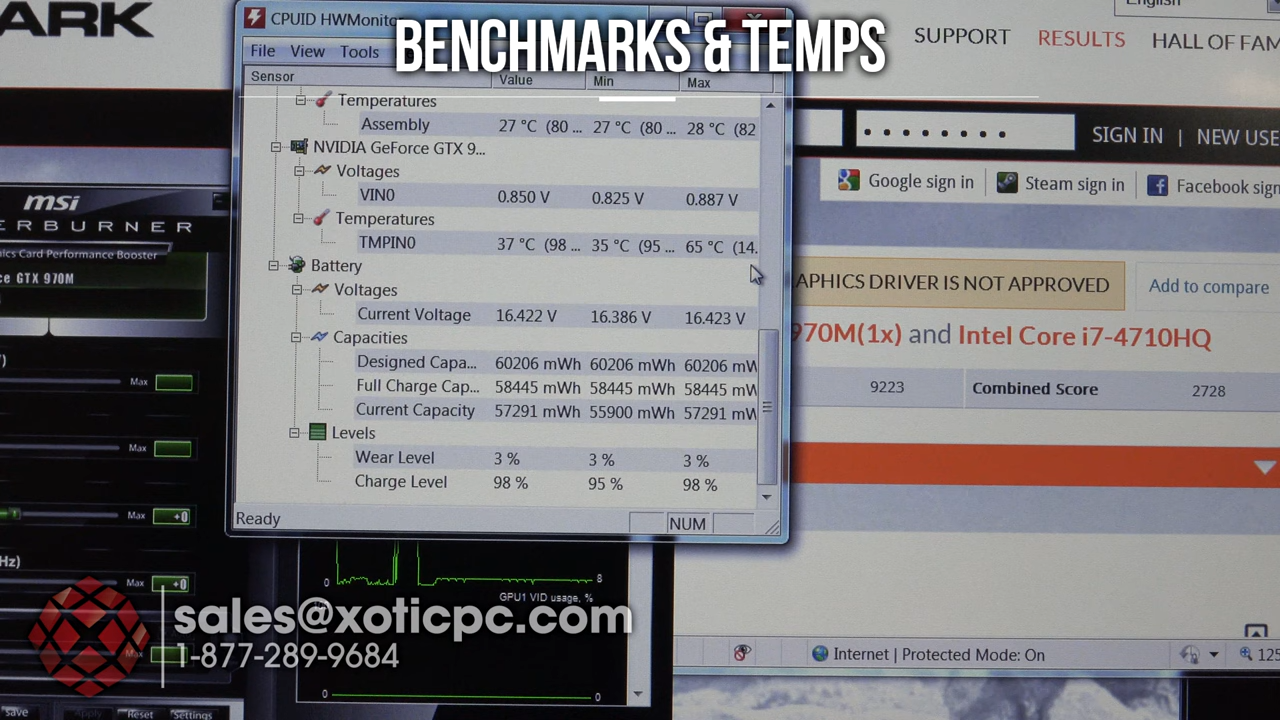 BENCHMARKS & TEMPS
ARK
English
SUPPORT
RESULTS
HALL OF FAM
CPUID HWMonitor
File View Tools
Sensor Value Min Max
Temperatures
Assembly 27 °C (80 ... 27 °C (80 ... 28 °C (82
NVIDIA GeForce GTX 9...
Voltages
VIN0 0.850 V 0.825 V 0.887 V
Temperatures
TMPIN0 37 °C (98 ... 35 °C (95 ... 65 °C (14.
Battery
Voltages
Current Voltage 16.422 V 16.386 V 16.423 V
Capacities
Designed Capa... 60206 mWh 60206 mWh 60206 mW
Full Charge Cap... 58445 mWh 58445 mWh 58445 mW
Current Capacity 57291 mWh 55900 mWh 57291 mW
Levels
Wear Level 3 % 3 % 3 %
Charge Level 98 % 95 % 98 %
Ready NUM
SIGN IN | NEW USE
Google sign in
Steam sign in
Facebook sign
APHICS DRIVER IS NOT APPROVED
Add to compare
970M(1x) and Intel Core i7-4710HQ
9223 Combined Score 2728
Internet | Protected Mode: On
125
msi
ERBURNER
ics Card Performance Booster
ce GTX 970M
Max
Max
Max +0
Hz)
Max +0
Max
save Apply Reset Settings
0 8
GPU1 VID usage, %
0 0
sales@xoticpc.com
1-877-289-9684